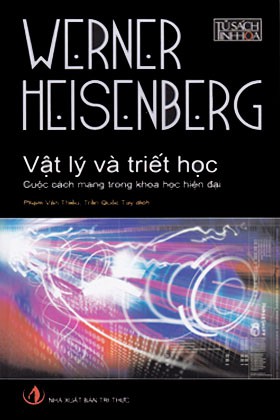 WERNER
TỦ SÁCH
TINH HOA
HEISENBERG
Vật lý và triết học
Cuộc cách mạng trong khoa học hiện đại
Phạm Văn Thiều, Trần Quốc Túy dịch
NHÀ XUẤT BẢN TRI THỨC